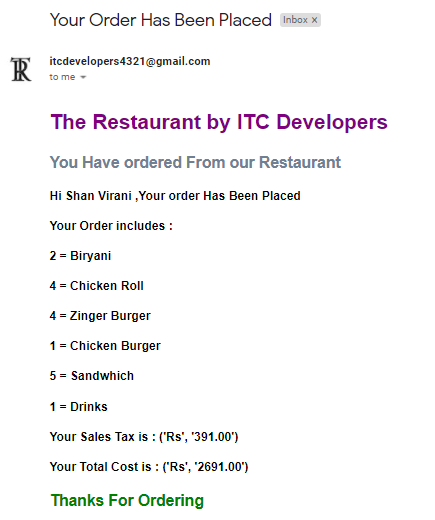 Your Order Has Been Placed Inbox x
TR
itcdevelopers4321@gmail.com
to me
The Restaurant by ITC Developers
You Have ordered From our Restaurant
Hi Shan Virani ,Your order Has Been Placed
Your Order includes :
2 = Biryani
4 = Chicken Roll
4 = Zinger Burger
1 = Chicken Burger
5 = Sandwhich
1 = Drinks
Your Sales Tax is : ('Rs', '391.00')
Your Total Cost is : ('Rs', '2691.00')
Thanks For Ordering